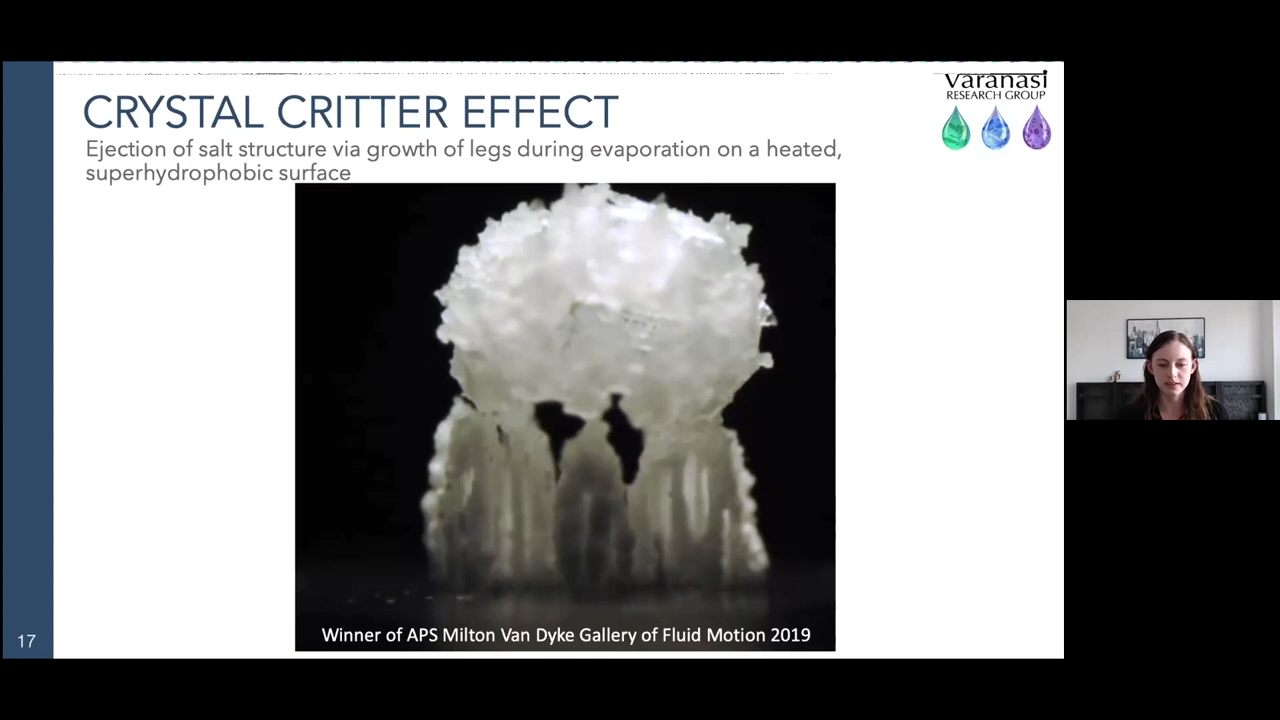 varanasi
RESEARCH GROUP
CRYSTAL CRITTER EFFECT
Ejection of salt structure via growth of legs during evaporation on a heated,
superhydrophobic surface
Winner of APS Milton Van Dyke Gallery of Fluid Motion 2019
17